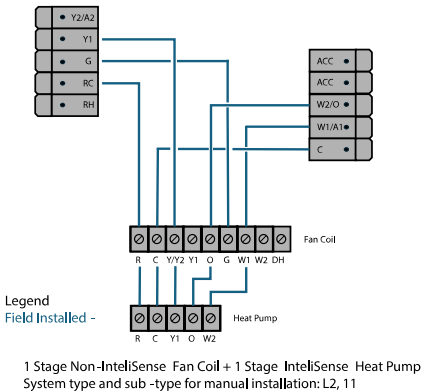 Y2/A2
Y1
G
RC
RH
ACC
ACC
W2/O
W1/A1
C
Fan Coil
R C Y/Y2 Y1 O G W1 W2 DH
Legend
Field Installed -
Heat Pump
R C Y1 O W2
1 Stage Non-InteliSense Fan Coil + 1 Stage InteliSense Heat Pump
System type and sub -type for manual installation: L2, 11